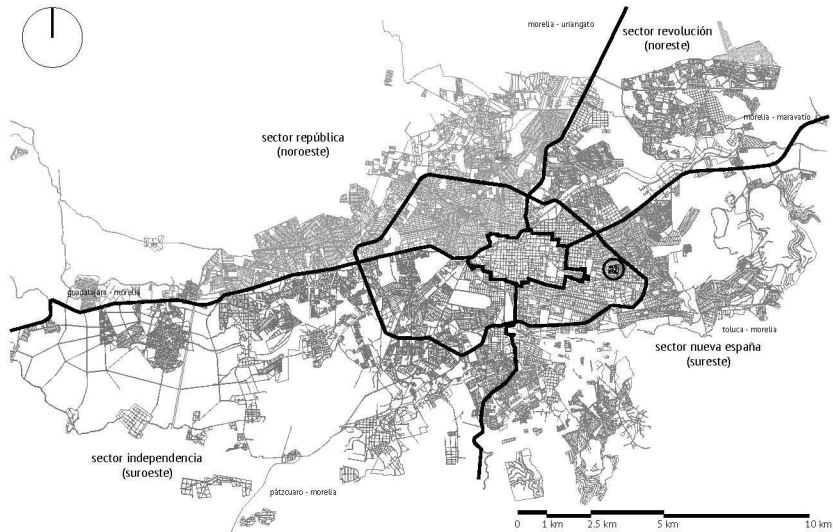 morelia - uriangato
sector revolución
(noreste)
morelia - maravatío
sector república
(noroeste)
guadalajara - morelia
toluca - morelia
sector nueva españa
(sureste)
sector independencia
(suroeste)
pátzcuaro - morelia
0 1 km 2.5 km 5 km 10 km